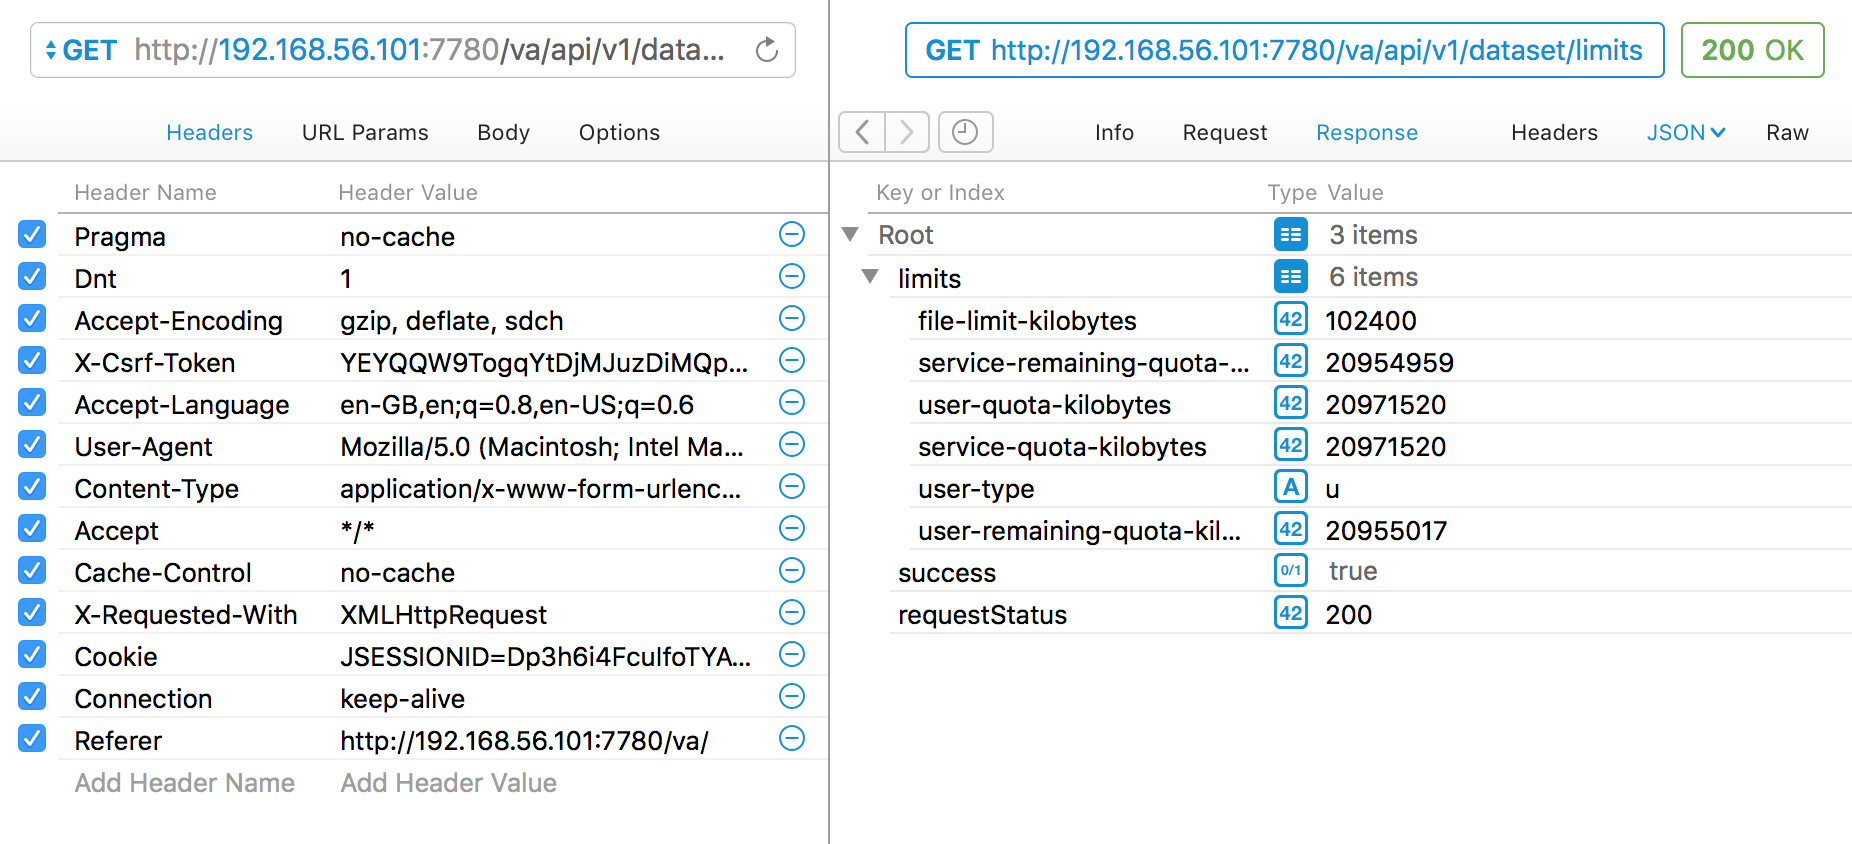 GET http://192.168.56.101:7780/va/api/v1/data...
Headers URL Params Body Options
Header Name Header Value
Pragma no-cache
Dnt 1
Accept-Encoding gzip, deflate, sdch
X-Csrf-Token YEYQQW9TogqYtDjMJuzDiMQp...
Accept-Language en-GB,en;q=0.8,en-US;q=0.6
User-Agent Mozilla/5.0 (Macintosh; Intel Ma...
Content-Type application/x-www-form-urlenc...
Accept */*
Cache-Control no-cache
X-Requested-With XMLHttpRequest
Cookie JSESSIONID=Dp3h6i4FculfoTYA...
Connection keep-alive
Referer http://192.168.56.101:7780/va/
Add Header Name Add Header Value
GET http://192.168.56.101:7780/va/api/v1/dataset/limits 200 OK
Info Request Response Headers JSON Raw
Key or Index Type Value
Root 3 items
limits 6 items
file-limit-kilobytes 42 102400
service-remaining-quota-... 42 20954959
user-quota-kilobytes 42 20971520
service-quota-kilobytes 42 20971520
user-type A u
user-remaining-quota-kil... 42 20955017
success 0/1 true
requestStatus 42 200